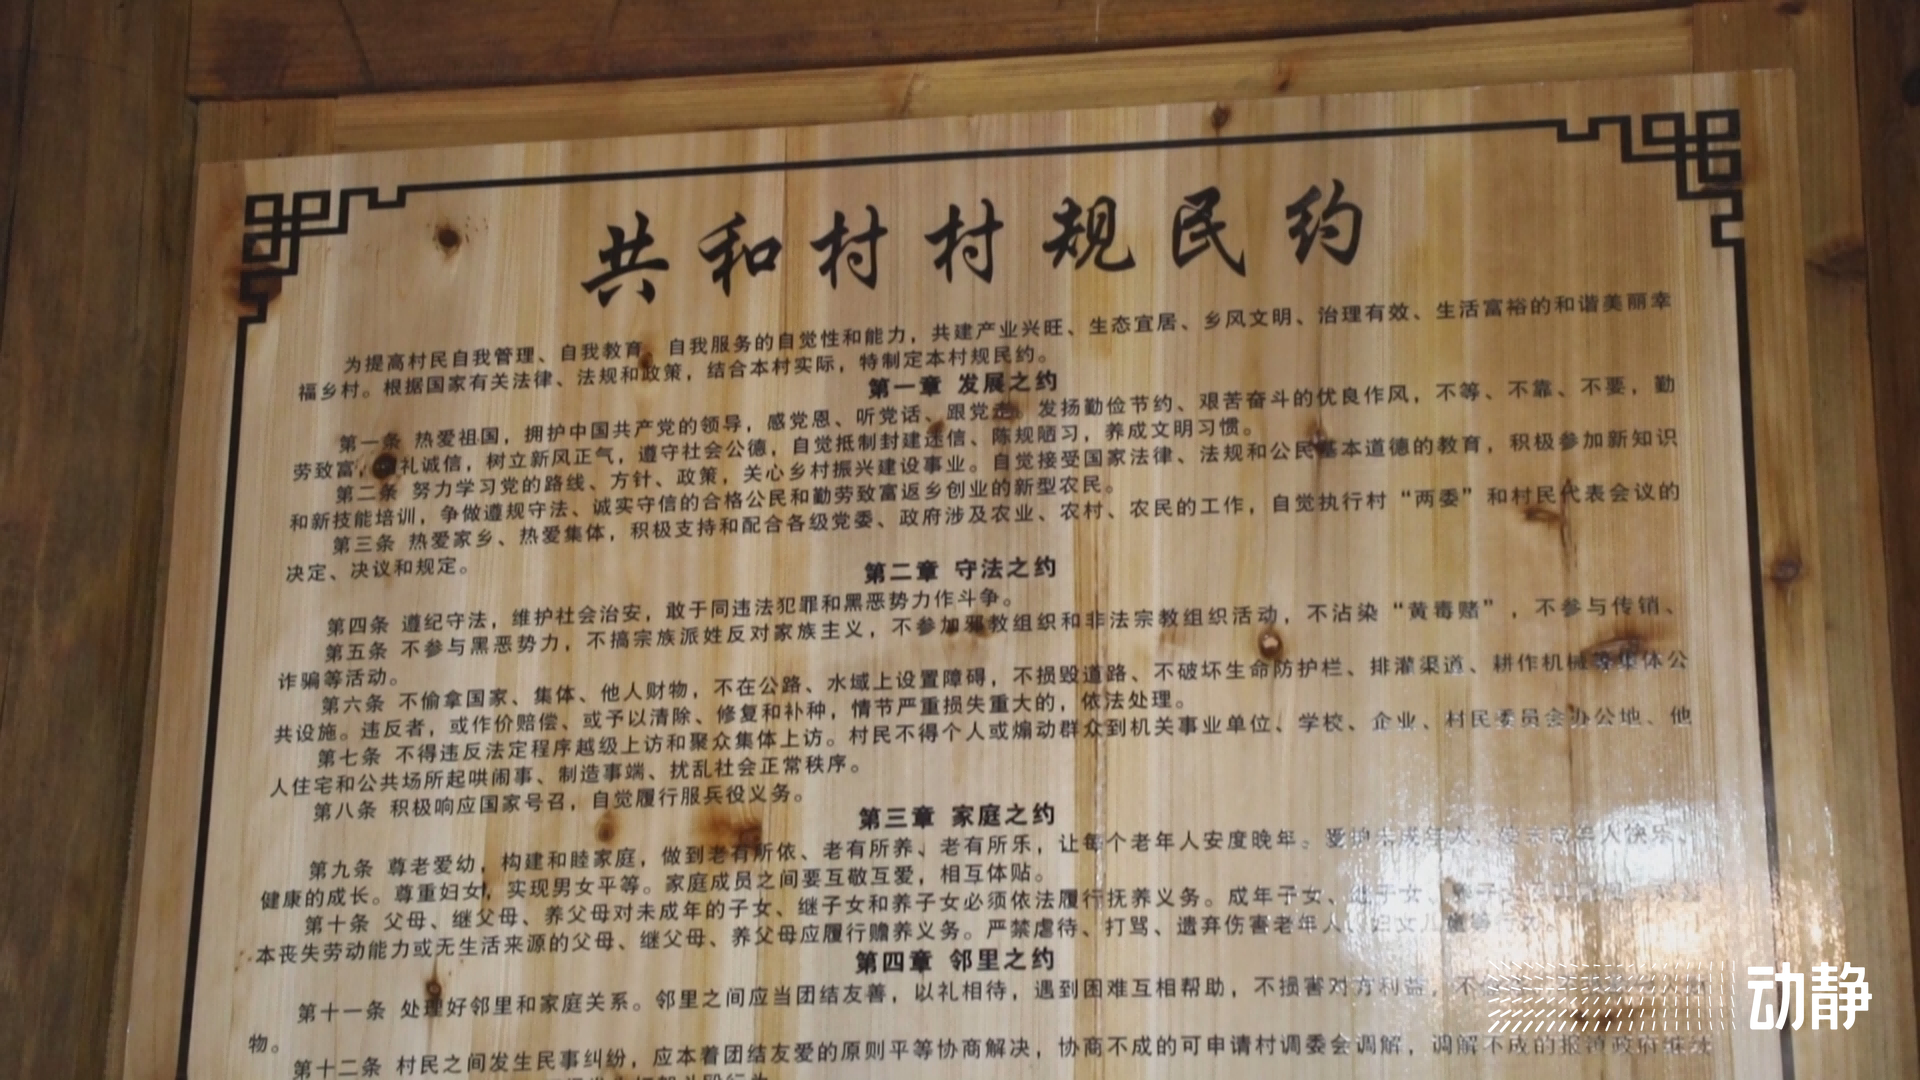 共和村村规民约
为提高村民自我管理、自我教育、自我服务的自觉性和能力，共建产业兴旺、生态宜居、乡风文明、治理有效、生活富裕的和谐美丽幸
福乡村。根据国家有关法律、法规和政策，结合本村实际，特制定本村规民约。
第一章 发展之约
第一条 热爱祖国，拥护中国共产党的领导，感党恩、听党话、跟党走。发扬勤俭节约、艰苦奋斗的优良作风，不等、不靠、不要，勤
劳致富，礼诚信，树立新风正气，遵守社会公德，自觉抵制封建迷信、陈规陋习，养成文明习惯。
第二条 努力学习党的路线、方针、政策，关心乡村振兴建设事业。自觉接受国家法律、法规和公民基本道德的教育，积极参加新知识
和新技能培训，争做遵规守法、诚实守信的合格公民和勤劳致富返乡创业的新型农民。
第三条 热爱家乡、热爱集体，积极支持和配合各级党委、政府涉及农业、农村、农民的工作，自觉执行村“两委”和村民代表会议的
决定、决议和规定。
第二章 守法之约
第四条 遵纪守法，维护社会治安，敢于同违法犯罪和黑恶势力作斗争。
第五条 不参与黑恶势力，不搞宗族派姓反对家族主义，不参加邪教组织和非法宗教组织活动，不沾染“黄毒赌”，不参与传销、
诈骗等活动。
第六条 不偷拿国家、集体、他人财物，不在公路、水域上设置障碍，不损毁道路、不破坏生命防护栏、排灌渠道、耕作机械等集体公
共设施。违反者，或作价赔偿、或予以清除、修复和补种，情节严重损失重大的，依法处理。
第七条 不得违反法定程序越级上访和聚众集体上访。村民不得个人或煽动群众到机关事业单位、学校、企业、村民委员会办公地、他
人住宅和公共场所起哄闹事、制造事端、扰乱社会正常秩序。
第八条 积极响应国家号召，自觉履行服兵役义务。
第三章 家庭之约
第九条 尊老爱幼，构建和睦家庭，做到老有所依、老有所养、老有所乐，让每个老年人安度晚年。爱护未成年人，使未成年人快乐、
健康的成长。尊重妇女，实现男女平等。家庭成员之间要互敬互爱，相互体贴。
第十条 父母、继父母、养父母对未成年的子女、继子女和养子女必须依法履行抚养义务。成年子女、继子女、养子
本丧失劳动能力或无生活来源的父母、继父母、养父母应履行赡养义务。严禁虐待、打骂、遗弃伤害老年人、妇女儿童等行为。
第四章 邻里之约
第十一条 处理好邻里和家庭关系。邻里之间应当团结友善，以礼相待，遇到困难互相帮助，不损害对方利益，不
物。
第十二条 村民之间发生民事纠纷，应本着团结友爱的原则平等协商解决，协商不成的可申请村调委会调解，调解不成的报镇政府
动静